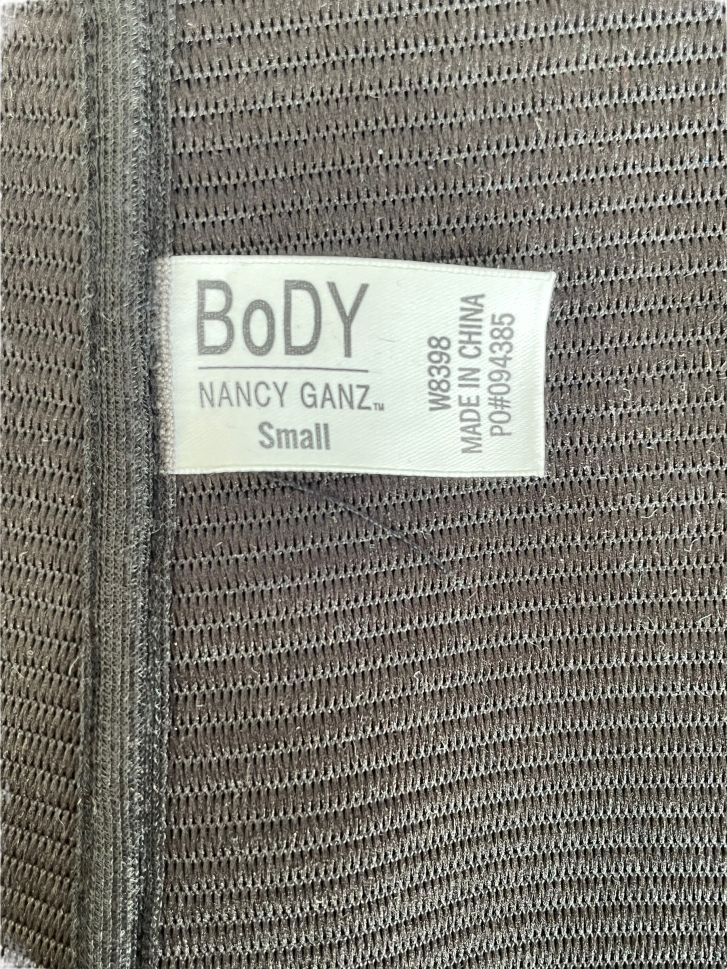 BoDY
NANCY GANZ™
Small
W8398
MADE IN CHINA
PO#094385